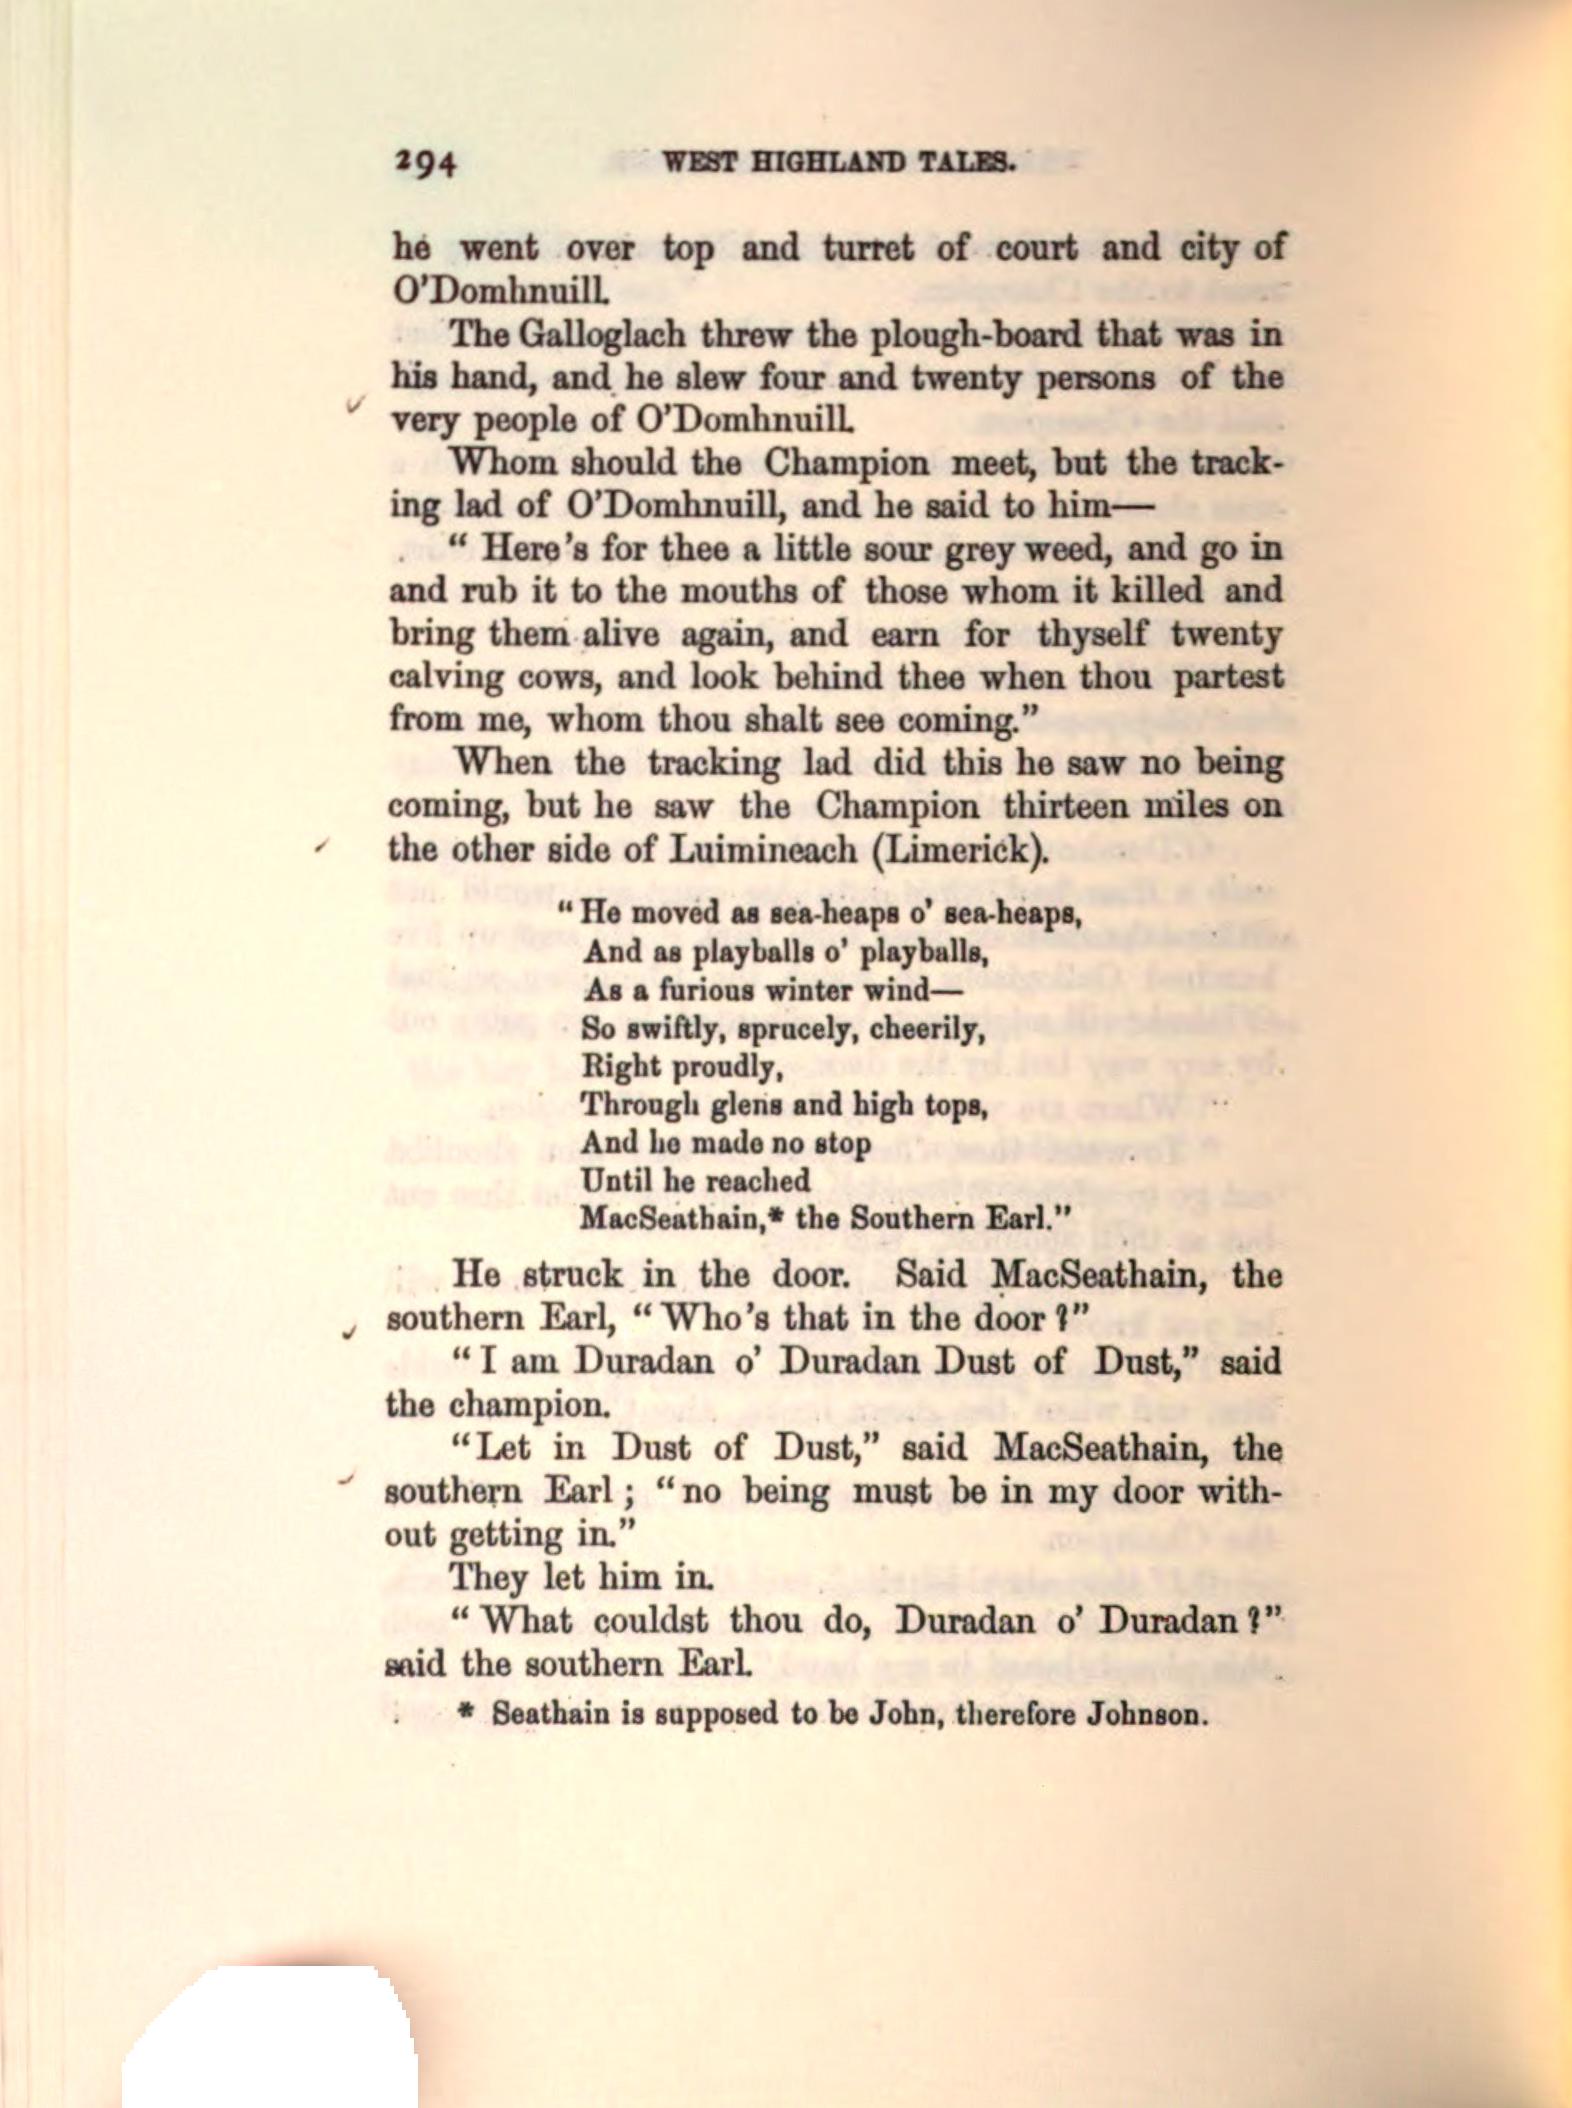 294 WEST HIGHLAND TALES.
he went over top and turret of court and city of
O'Domhnuill.
The Galloglach threw the plough-board that was in
his hand, and he slew four and twenty persons of the
very people of O'Domhnuill.
Whom should the Champion meet, but the track-
ing lad of O'Domhnuill, and he said to him—
“ Here's for thee a little sour grey weed, and go in
and rub it to the mouths of those whom it killed and
bring them alive again, and earn for thyself twenty
calving cows, and look behind thee when thou partest
from me, whom thou shalt see coming.”
When the tracking lad did this he saw no being
coming, but he saw the Champion thirteen miles on
the other side of Luimineach (Limerick).
“ He moved as sea-heaps o' sea-heaps,
And as playballs o' playballs,
As a furious winter wind—
So swiftly, sprucely, cheerily,
Right proudly,
Through glens and high tops,
And he made no stop
Until he reached
MacSeathain,* the Southern Earl.”
He struck in the door. Said MacSeathain, the
southern Earl, “ Who's that in the door ?”
“ I am Duradan o' Duradan Dust of Dust,” said
the champion.
“Let in Dust of Dust,” said MacSeathain, the
southern Earl ; “ no being must be in my door with-
out getting in.”
They let him in.
“ What couldst thou do, Duradan o' Duradan ?”
said the southern Earl.
* Seathain is supposed to be John, therefore Johnson.